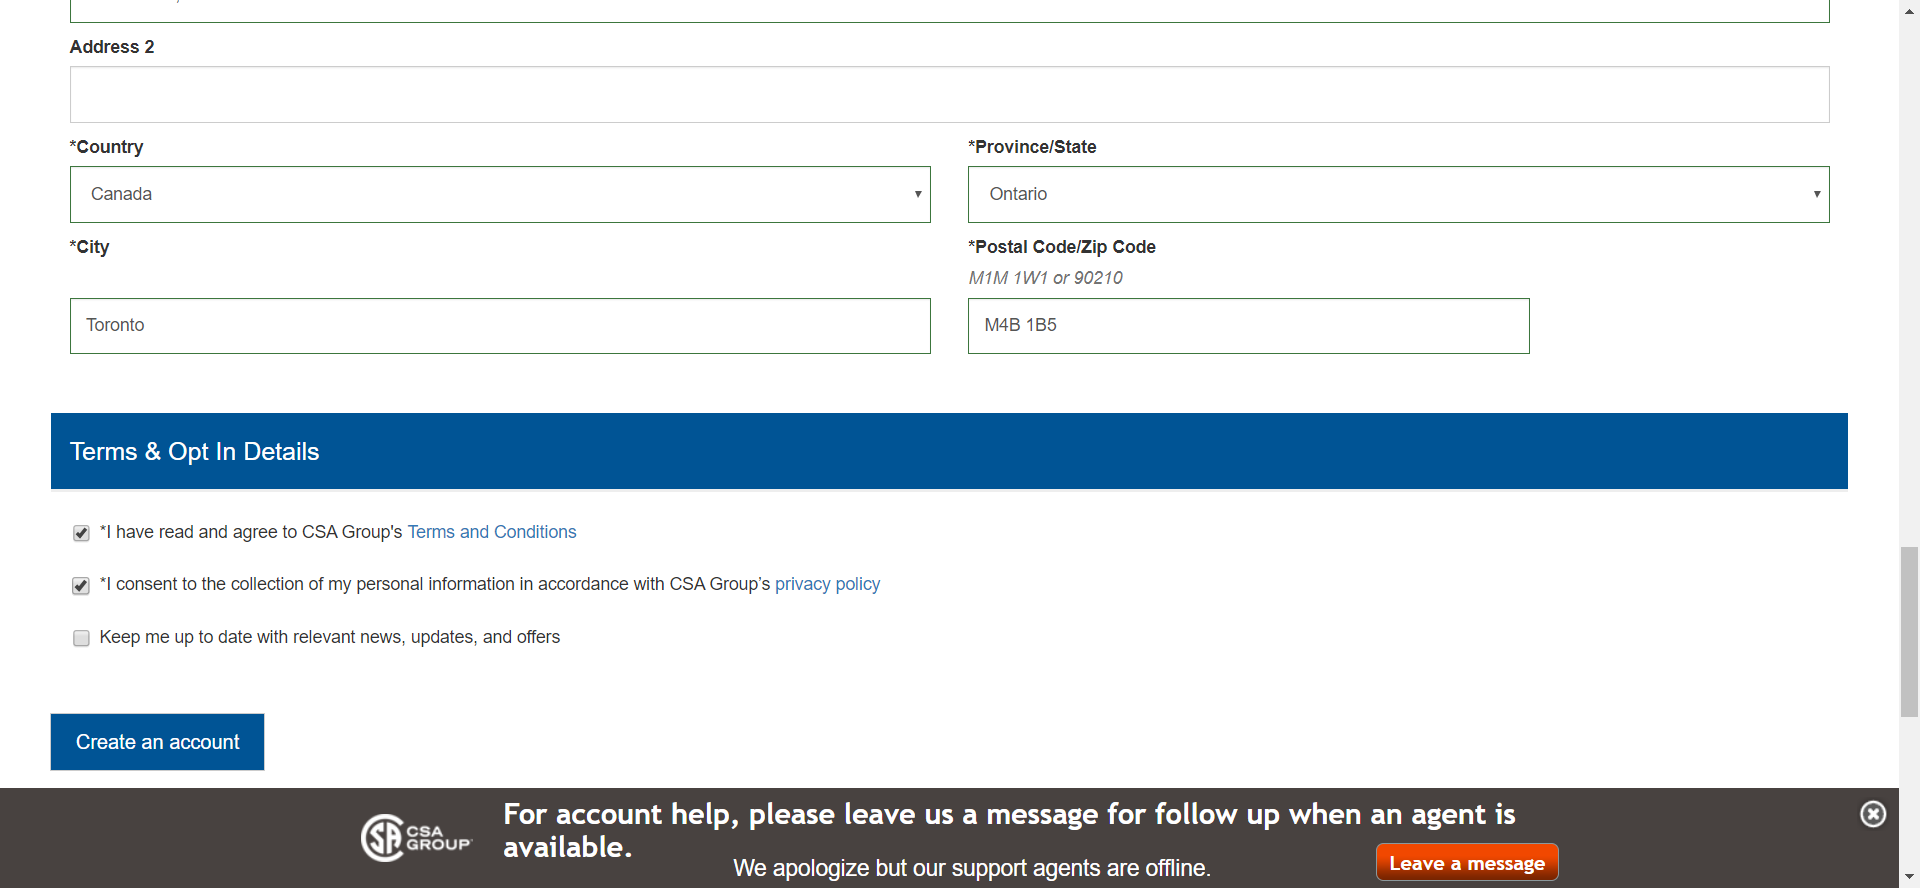 Address 2
*Country
*Province/State
Canada
Ontario
*City
*Postal Code/Zip Code
M1M 1W1 or 90210
Toronto
M4B 1B5
Terms & Opt In Details
*I have read and agree to CSA Group's Terms and Conditions
*I consent to the collection of my personal information in accordance with CSA Group’s privacy policy
Keep me up to date with relevant news, updates, and offers
Create an account
CSA
GROUP
For account help, please leave us a message for follow up when an agent is
available.
We apologize but our support agents are offline.
Leave a message